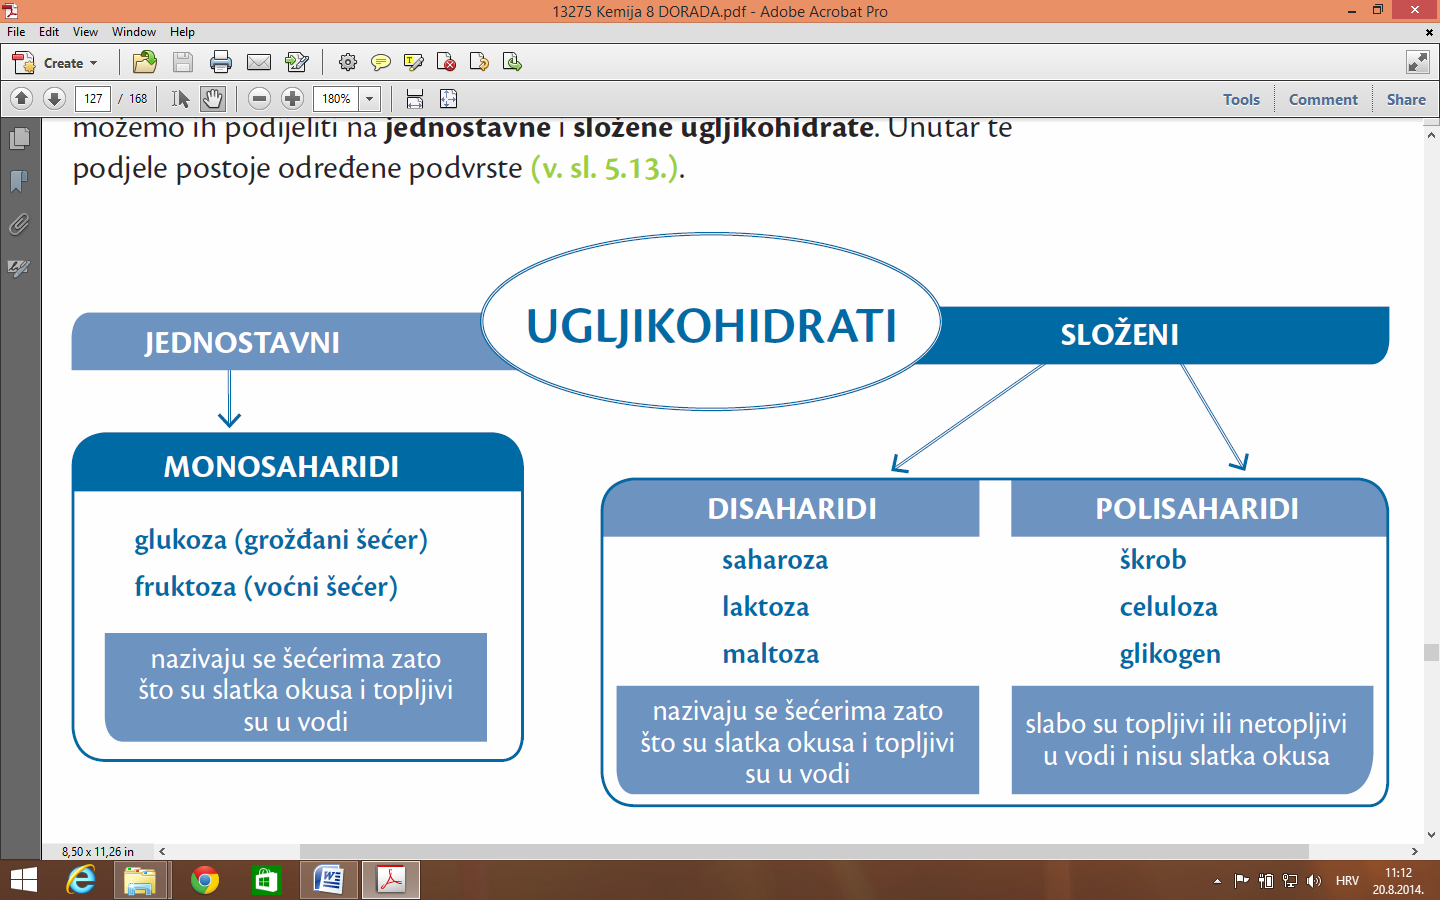 13275 Kemija 8 DORADA.pdf - Adobe Acrobat Pro
File Edit View Window Help
Create
127 / 168 180% Tools Comment Share
možemo ih podijeliti na jednostavne i složene ugljikohidrate. Unutar te
podjele postoje određene podvrste (v. sl. 5.13.).
UGLJIKOHIDRATI
JEDNOSTAVNI
SLOŽENI
MONOSAHARIDI
glukoza (grožđani šećer)
fruktoza (voćni šećer)
nazivaju se šećerima zato
što su slatka okusa i topljivi
su u vodi
DISAHARIDI
saharoza
laktoza
maltoza
nazivaju se šećerima zato
što su slatka okusa i topljivi
su u vodi
POLISAHARIDI
škrob
celuloza
glikogen
slabo su topljivi ili netopljivi
u vodi i nisu slatka okusa
8,50 x 11,26 in
HRV
11:12
20.8.2014.